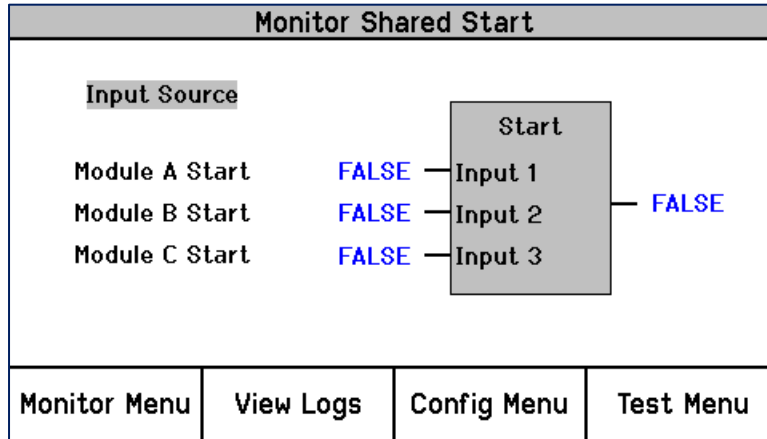 Monitor Shared Start
Input Source
Start
Module A Start FALSE Input 1
Module B Start FALSE Input 2 FALSE
Module C Start FALSE Input 3
Monitor Menu View Logs Config Menu Test Menu